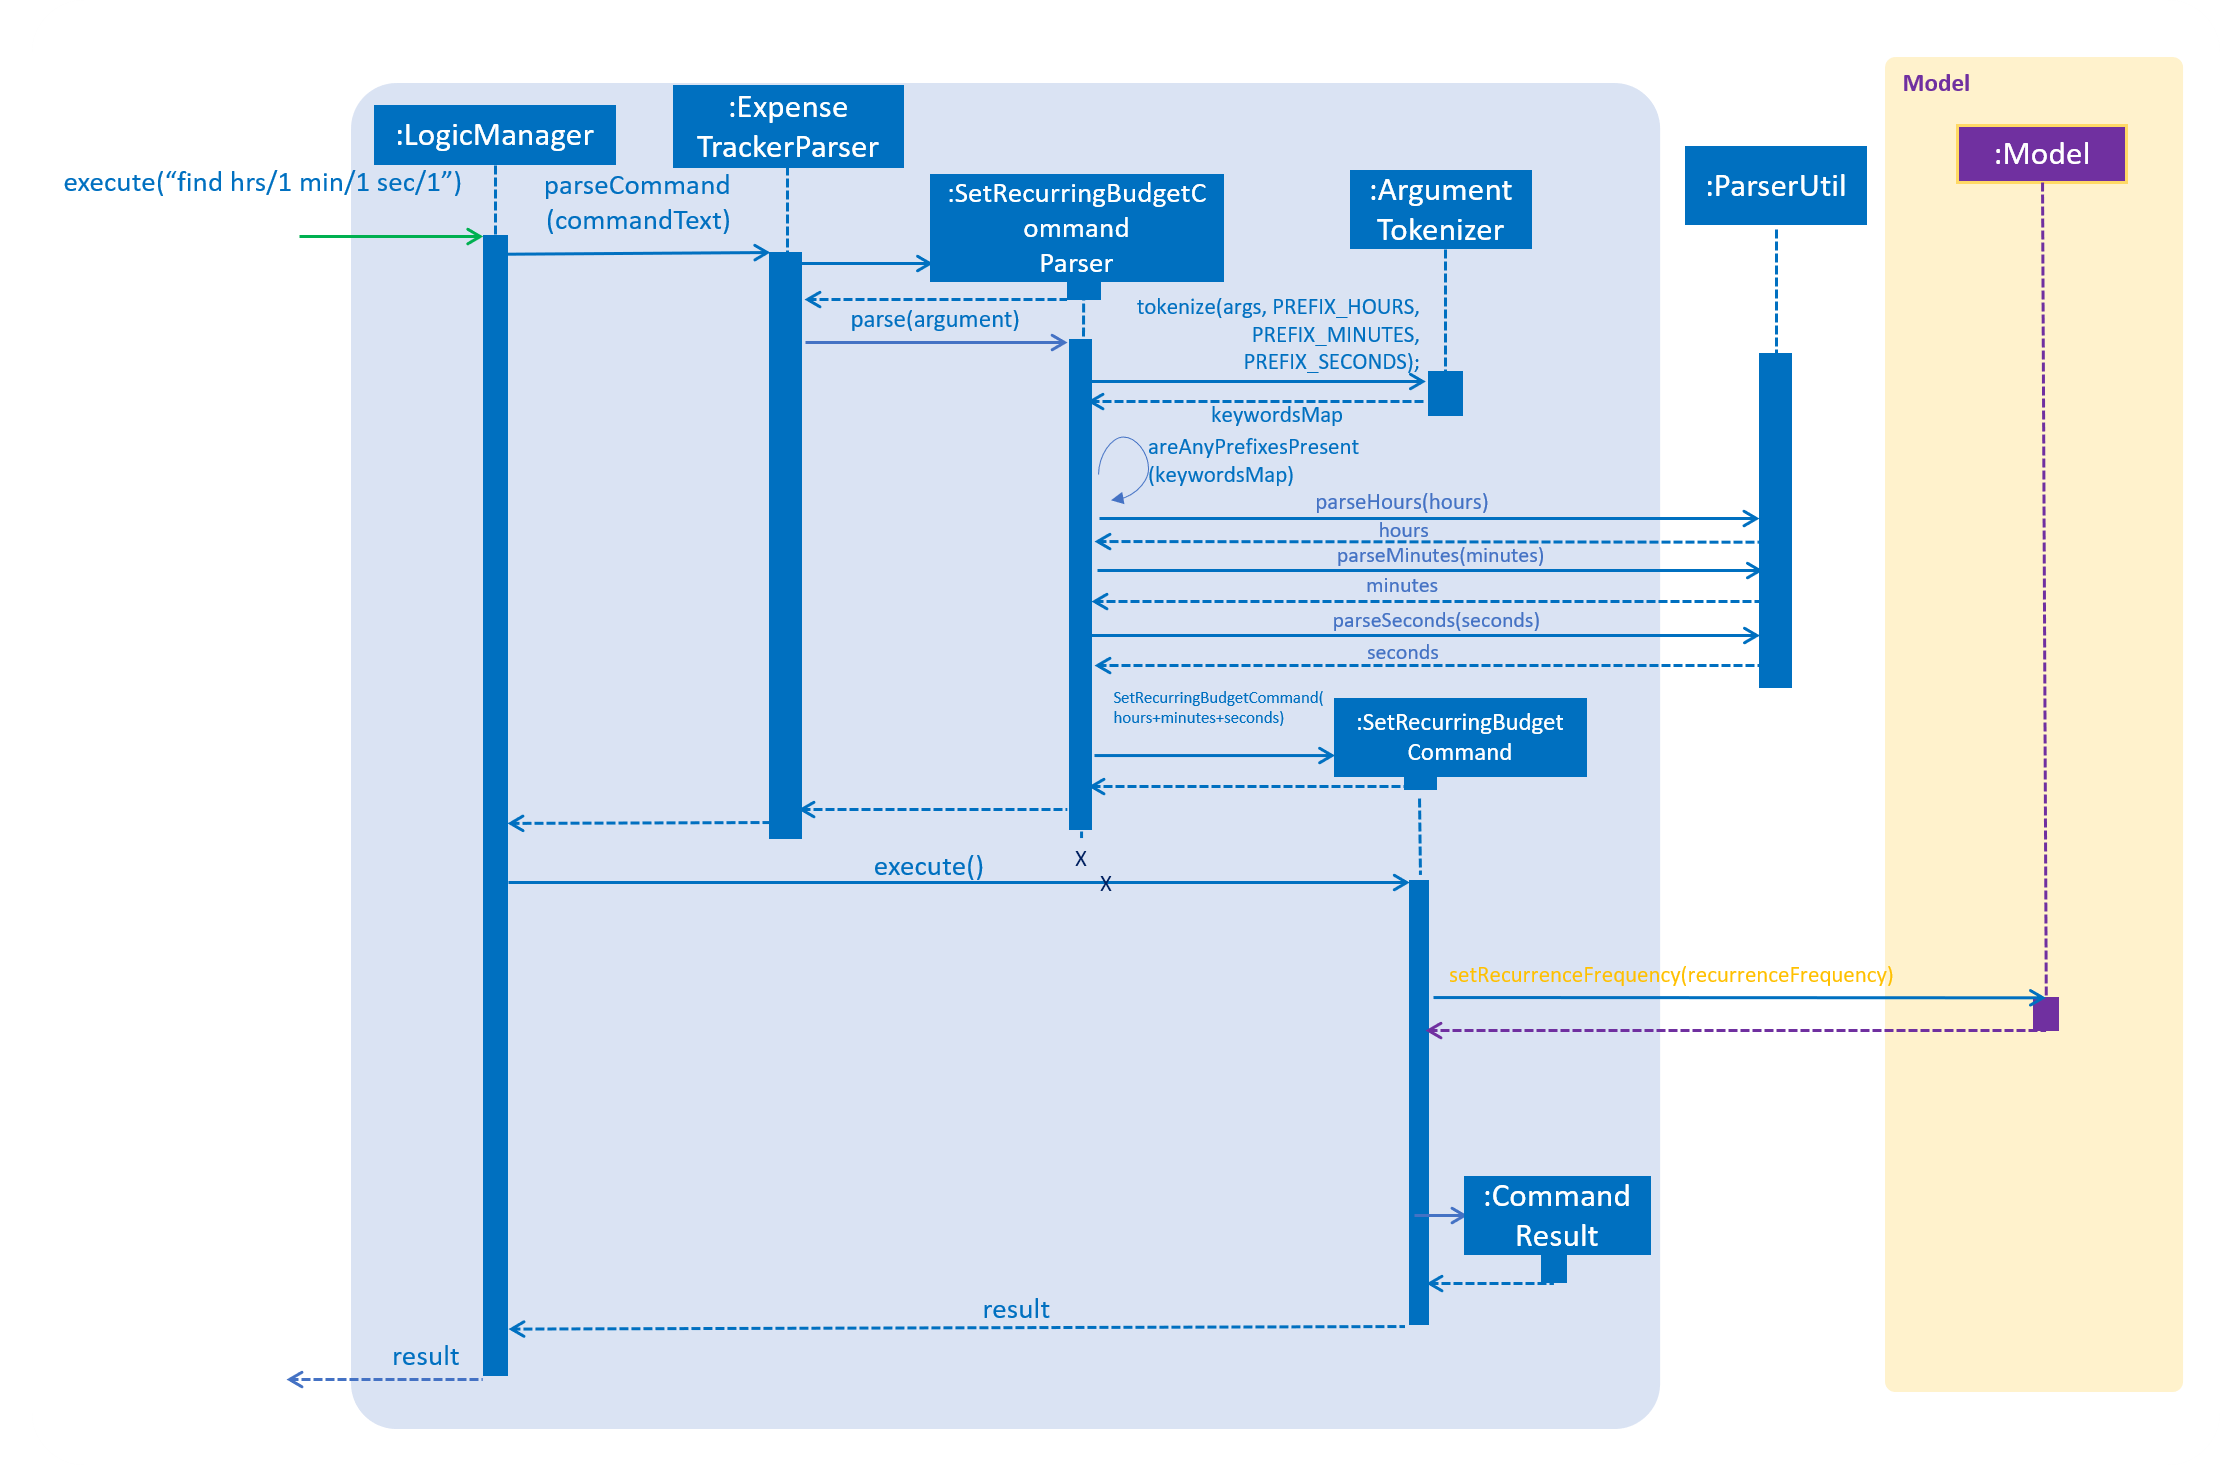 Model
:Expense
TrackerParser
:LogicManager
:Model
execute(“find hrs/1 min/1 sec/1”)
parseCommand
(commandText)
:SetRecurringBudgetC
ommand
Parser
:Argument
Tokenizer
:ParserUtil
parse(argument)
tokenize(args, PREFIX_HOURS,
PREFIX_MINUTES,
PREFIX_SECONDS);
keywordsMap
areAnyPrefixesPresent
(keywordsMap)
parseHours(hours)
hours
parseMinutes(minutes)
minutes
parseSeconds(seconds)
seconds
SetRecurringBudgetCommand(
hours+minutes+seconds)
:SetRecurringBudget
Command
X
execute()
X
setRecurrenceFrequency(recurrenceFrequency)
:Command
Result
result
result